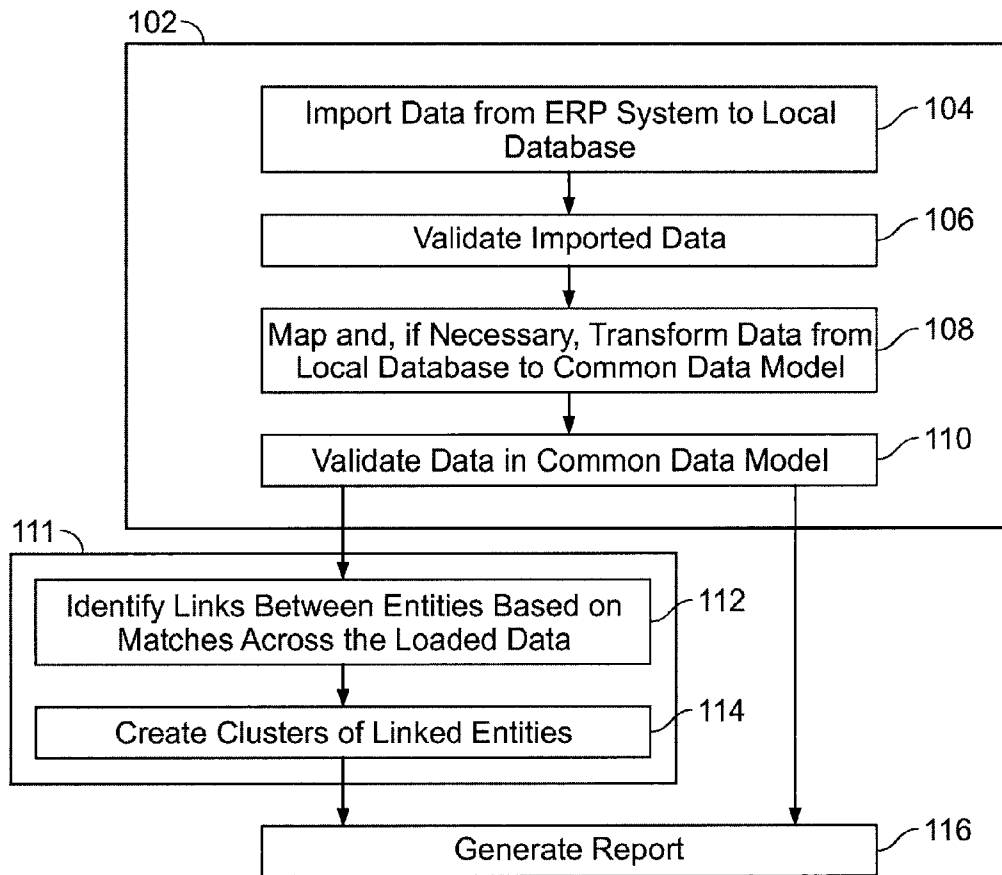 102
Import Data from ERP System to Local
Database
104
Validate Imported Data
106
Map and, if Necessary, Transform Data from
Local Database to Common Data Model
108
Validate Data in Common Data Model
110
111
Identify Links Between Entities Based on
Matches Across the Loaded Data
112
Create Clusters of Linked Entities
114
Generate Report
116